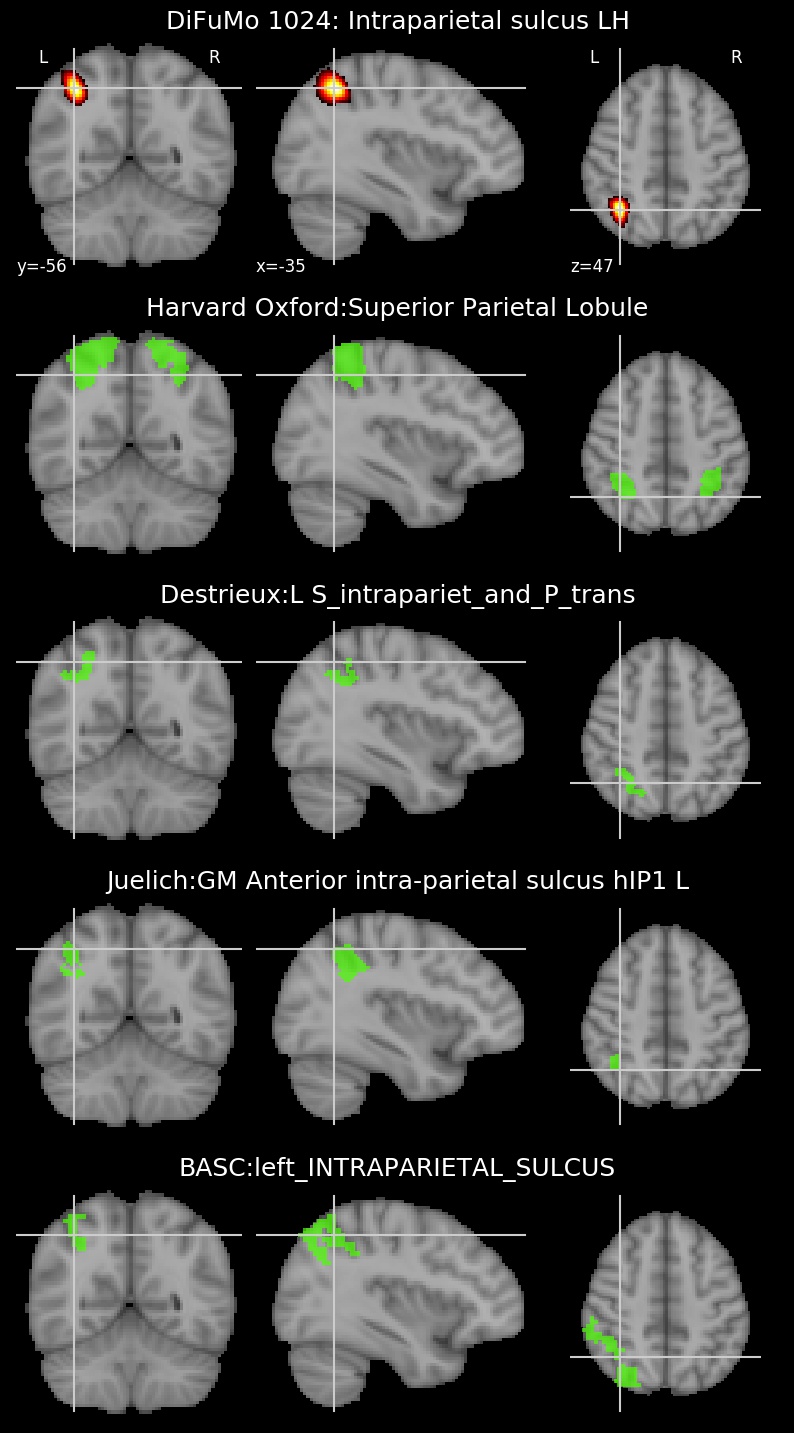 DiFuMo 1024: Intraparietal sulcus LH
L R L R
y=-56 x=-35 z=47
Harvard Oxford:Superior Parietal Lobule
Destrieux:L S_intrapariet_and_P_trans
Juelich:GM Anterior intra-parietal sulcus hIP1 L
BASC:left_INTRAPARIETAL_SULCUS